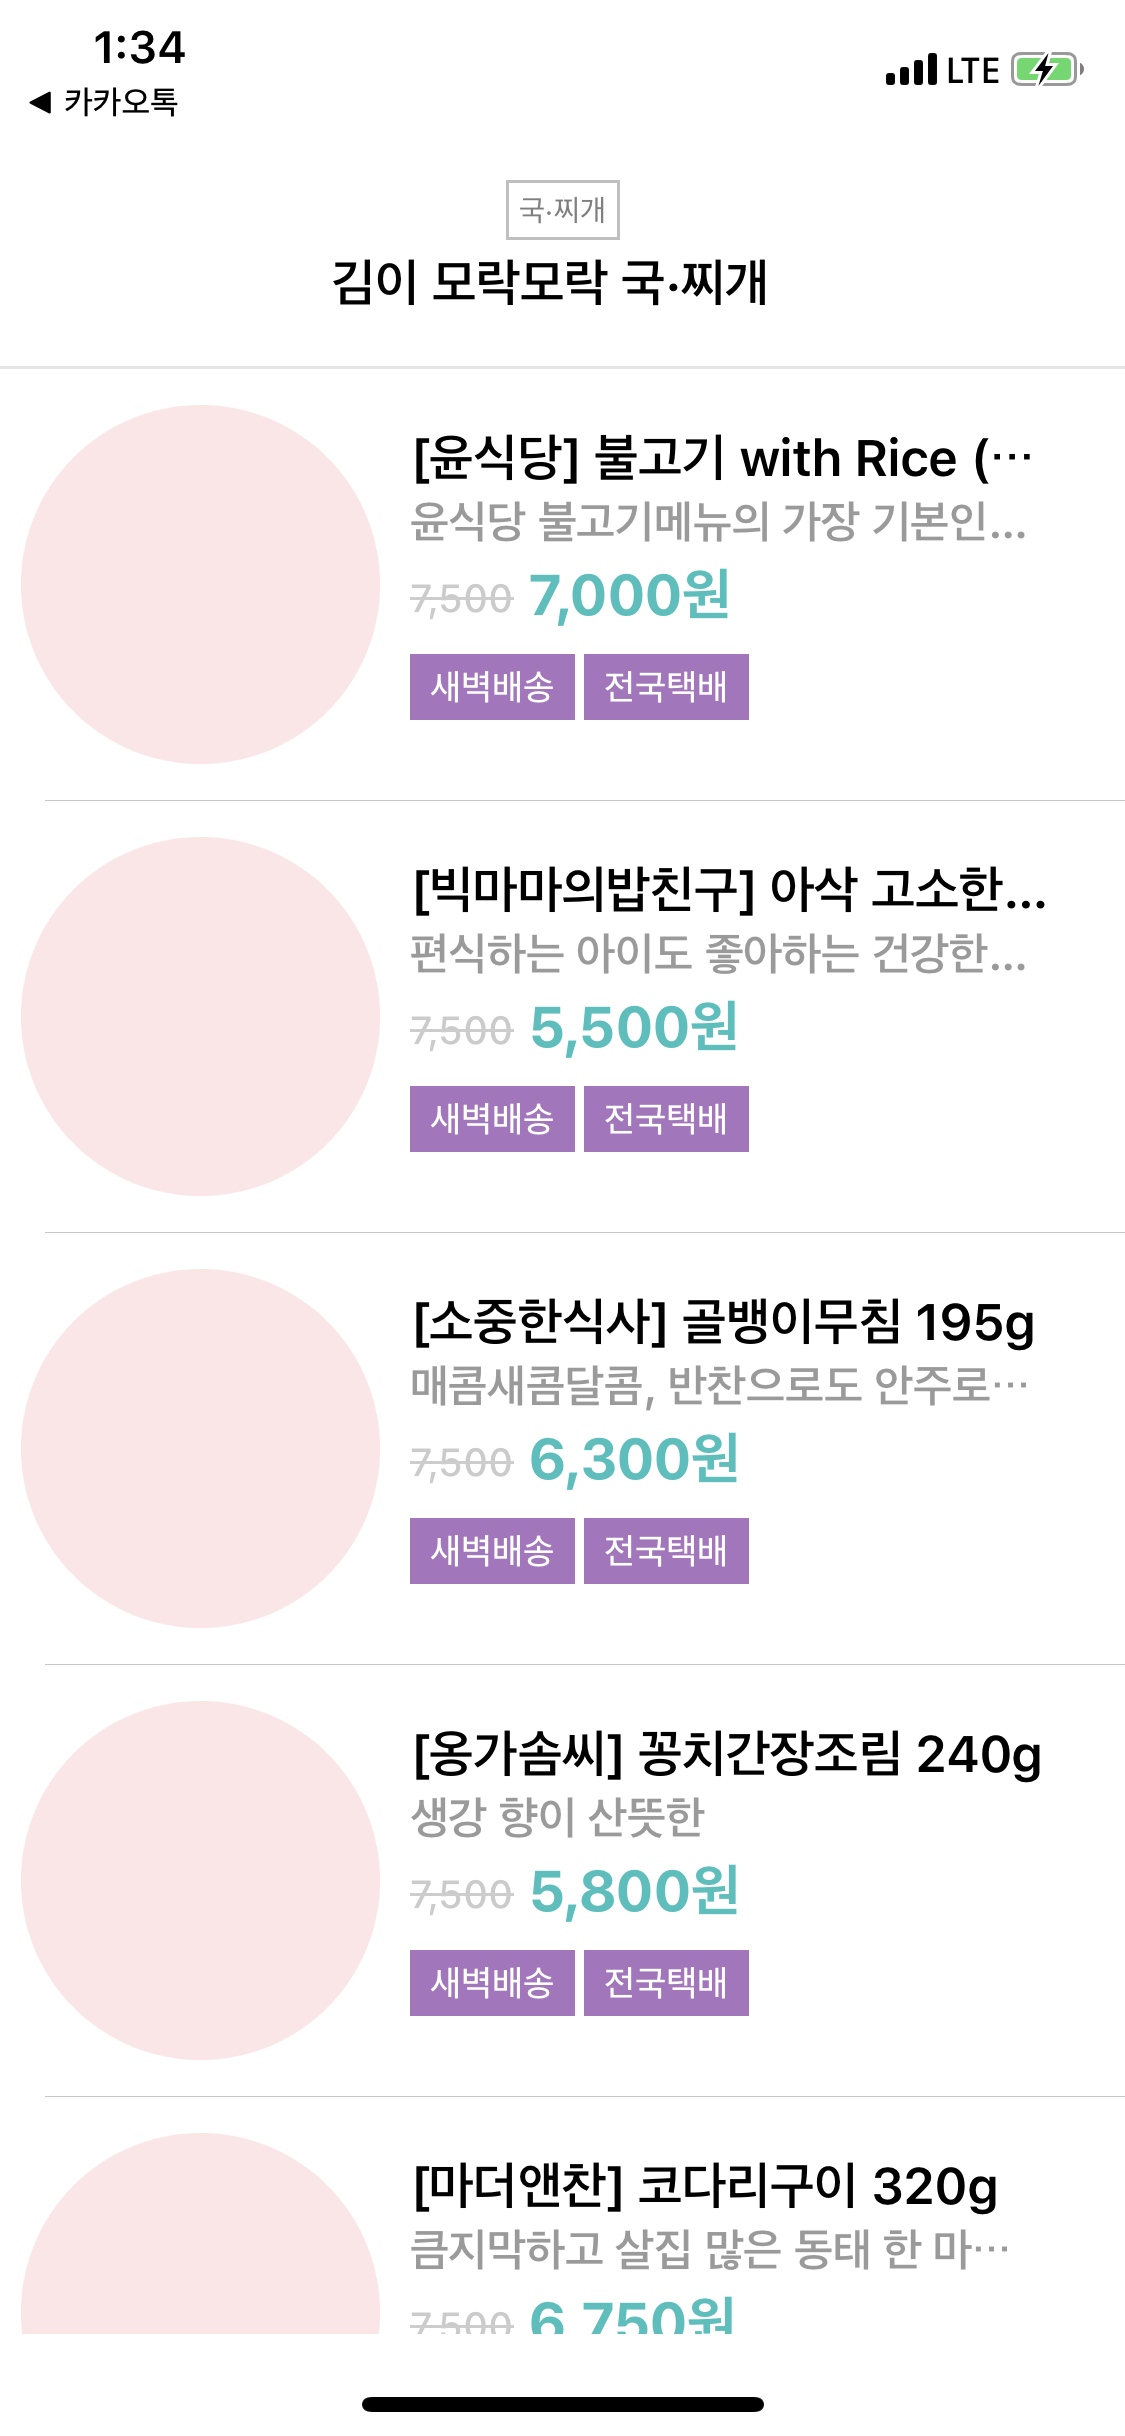 1:34
LTE
◀ 카카오톡
국·찌개
김이 모락모락 국·찌개
[윤식당] 불고기 with Rice (…
윤식당 불고기메뉴의 가장 기본인...
7,500 7,000원
새벽배송 전국택배
[빅마마의밥친구] 아삭 고소한...
편식하는 아이도 좋아하는 건강한...
7,500 5,500원
새벽배송 전국택배
[소중한식사] 골뱅이무침 195g
매콤새콤달콤, 반찬으로도 안주로…
7,500 6,300원
새벽배송 전국택배
[옹가솜씨] 꽁치간장조림 240g
생강 향이 산뜻한
7,500 5,800원
새벽배송 전국택배
[마더앤찬] 코다리구이 320g
큼지막하고 살집 많은 동태 한 마…
7,500 6,750원